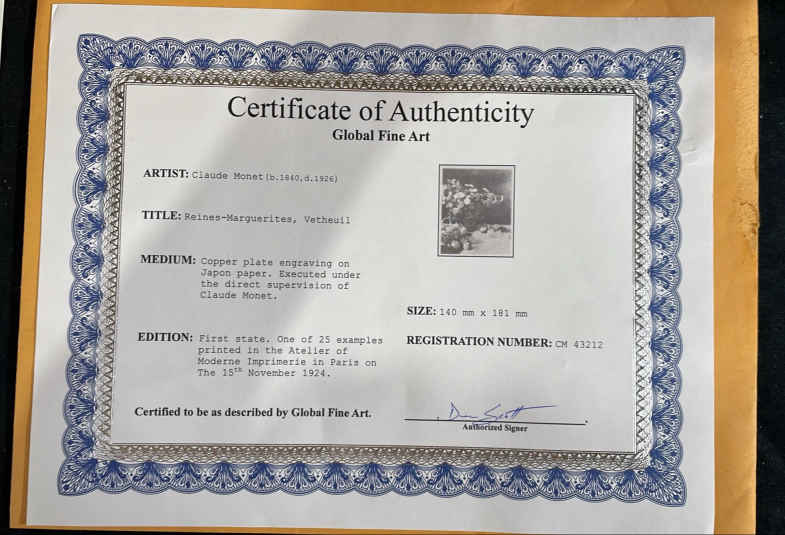 Certificate of Authenticity
Global Fine Art
ARTIST: Claude Monet(b.1840,d.1926)
TITLE: Reines-Marguerites, Vetheuil
MEDIUM: Copper plate engraving on
Japon paper. Executed under
the direct supervision of
Claude Monet.
SIZE: 140 mm x 181 mm
EDITION: First state. One of 25 examples
printed in the Atelier of
Moderne Imprimerie in Paris on
The 15th November 1924.
REGISTRATION NUMBER: CM 43212
Certified to be as described by Global Fine Art.
Authorized Signer